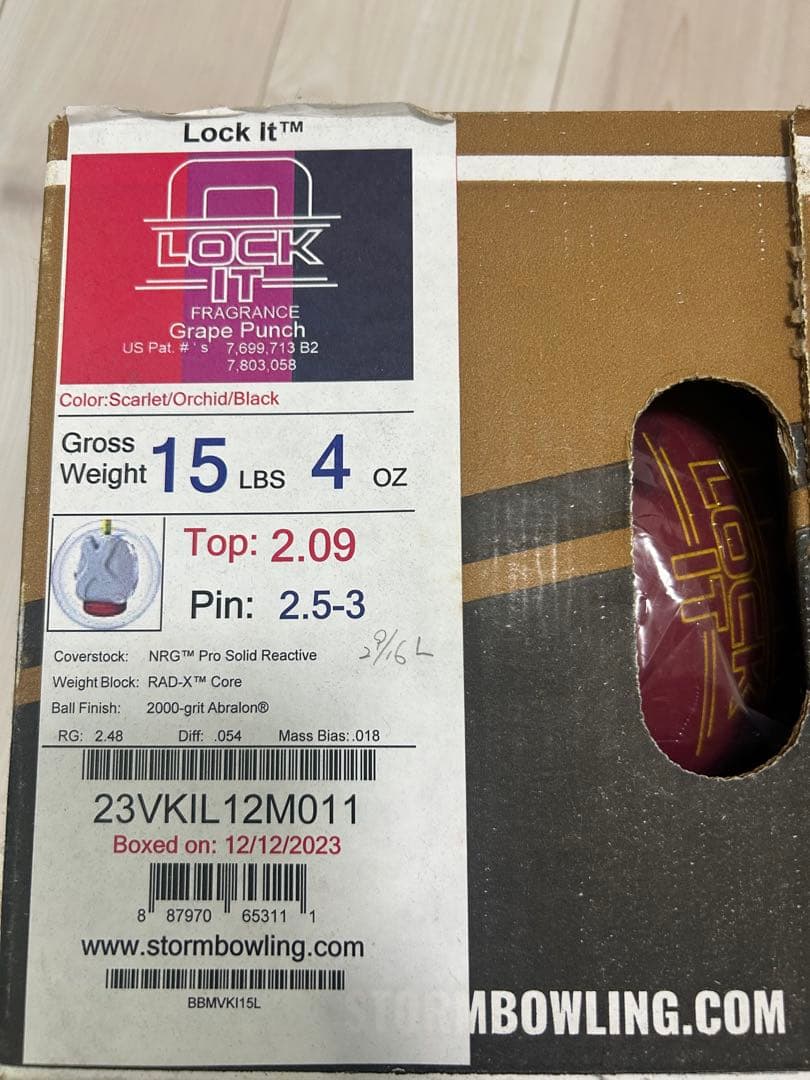 Lock it™
LOCK
IT
FRAGRANCE
Grape Punch
US Pat. #'s 7,699,713 B2
7,803,058
Color:Scarlet/Orchid/Black
Gross Weight 15 LBS 4 OZ
Top: 2.09
Pin: 2.5-3
2 9/16 L
Coverstock: NRG™ Pro Solid Reactive
Weight Block: RAD-X™ Core
Ball Finish: 2000-grit Abralon®
RG: 2.48 Diff: .054 Mass Bias: .018
23VKIL12M011
Boxed on: 12/12/2023
8 87970 65311 1
www.stormbowling.com
BBMVKI15L
LOCK
IT
STORMBOWLING.COM